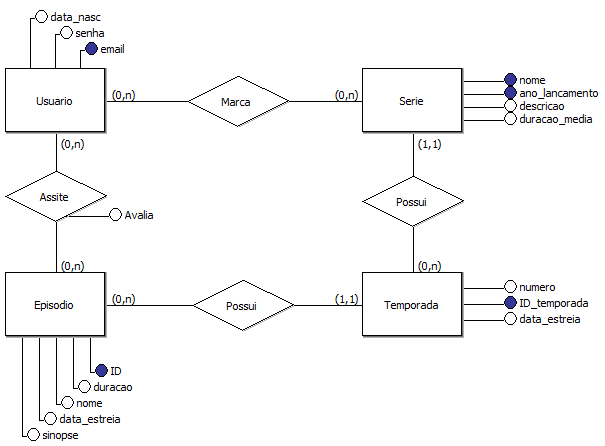 data_nasc
senha
email
Usuario
(0,n)
Marca
(0,n)
Serie
nome
ano_lancamento
descricao
duracao_media
(0,n)
(1,1)
Assite
Avalia
Possui
(0,n)
(0,n)
Episodio
(0,n)
Possui
(1,1)
Temporada
numero
ID_temporada
data_estreia
ID
duracao
nome
data_estreia
sinopse